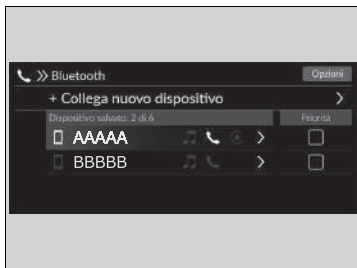 Bluetooth
Opzioni
+ Collega nuovo dispositivo
Dispositivo salvato: 2 di 6
Priorità
AAAAA
BBBBB